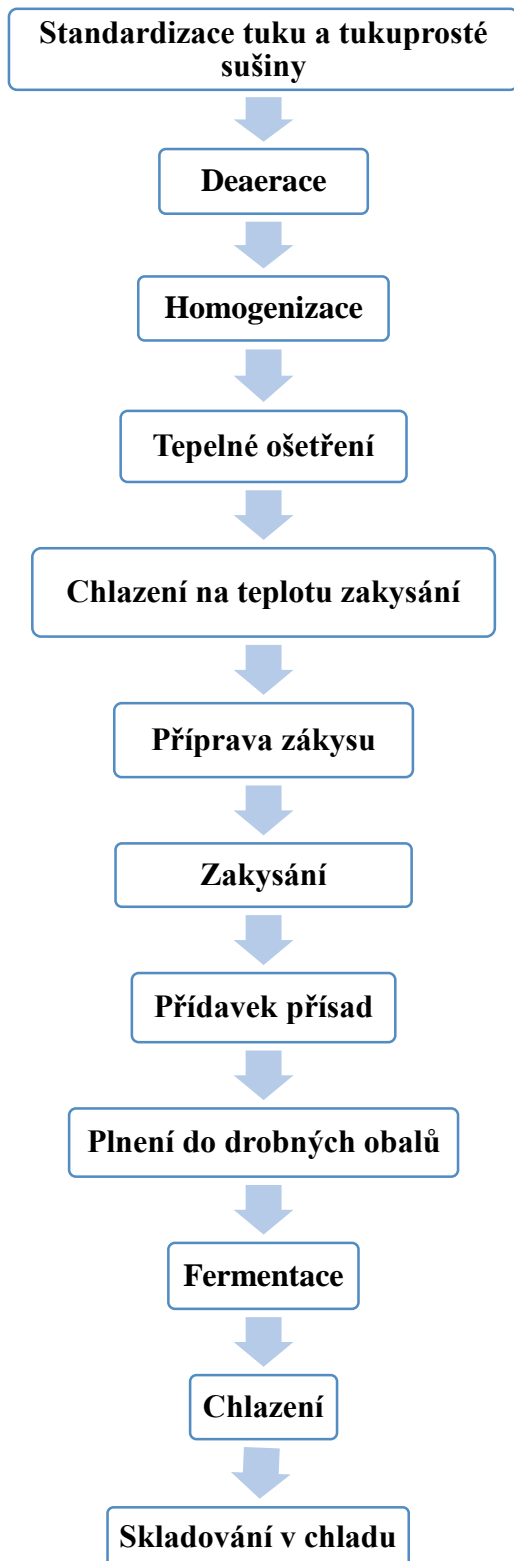 Standardizace tuku a tukuprosté
sušiny
Deaerace
Homogenizace
Tepelné ošetření
Chlazení na teplotu zakysání
Příprava zákysu
Zakysání
Přídavek přísad
Plnení do drobných obalů
Fermentace
Chlazení
Skladování v chladu